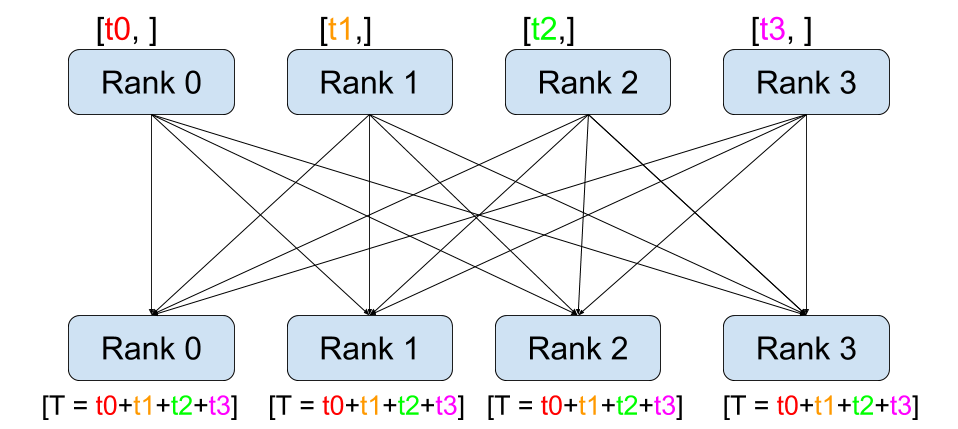 [t0, ] [t1,] [t2,] [t3, ]
Rank 0 Rank 1 Rank 2 Rank 3
Rank 0 Rank 1 Rank 2 Rank 3
[T = t0+t1+t2+t3] [T = t0+t1+t2+t3] [T = t0+t1+t2+t3] [T = t0+t1+t2+t3]